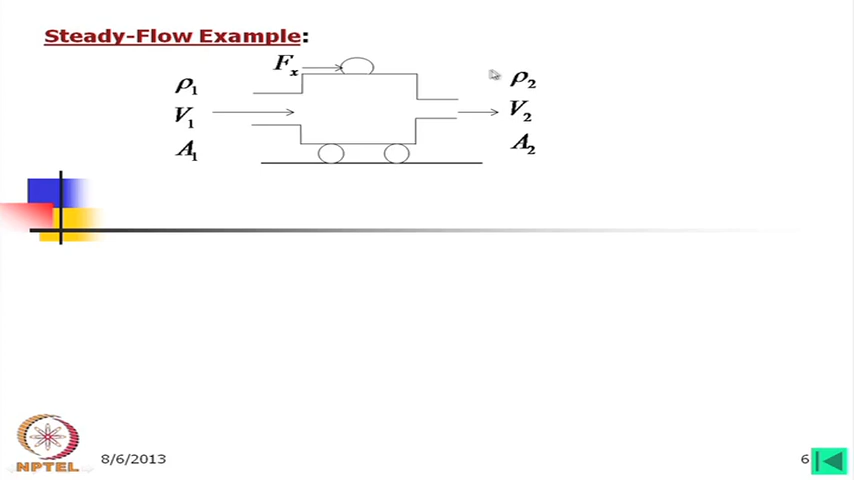 Steady-Flow Example:
Fx
ρ1
ρ2
V1
V2
A1
A2
NPTEL
8/6/2013
6